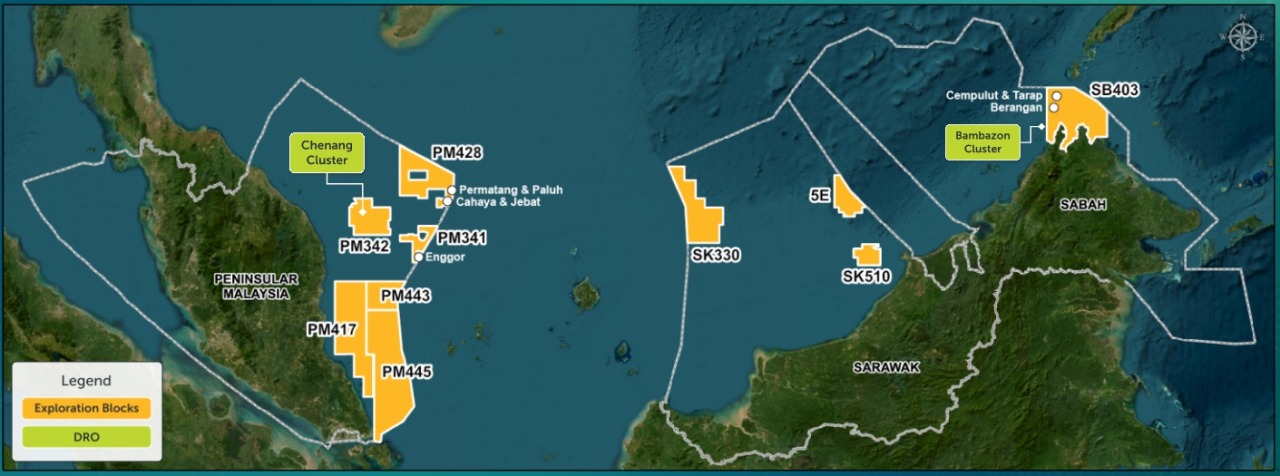 N
W
E
S
Chenang
Cluster
PM428
Permatang & Paluh
Cahaya & Jebat
PM342
PM341
Enggor
PENINSULAR
MALAYSIA
PM443
PM417
PM445
Legend
Exploration Blocks
DRO
Cempulut & Tarap
Berangan
SB403
Bambazon
Cluster
5E
SABAH
SK330
SK510
SARAWAK